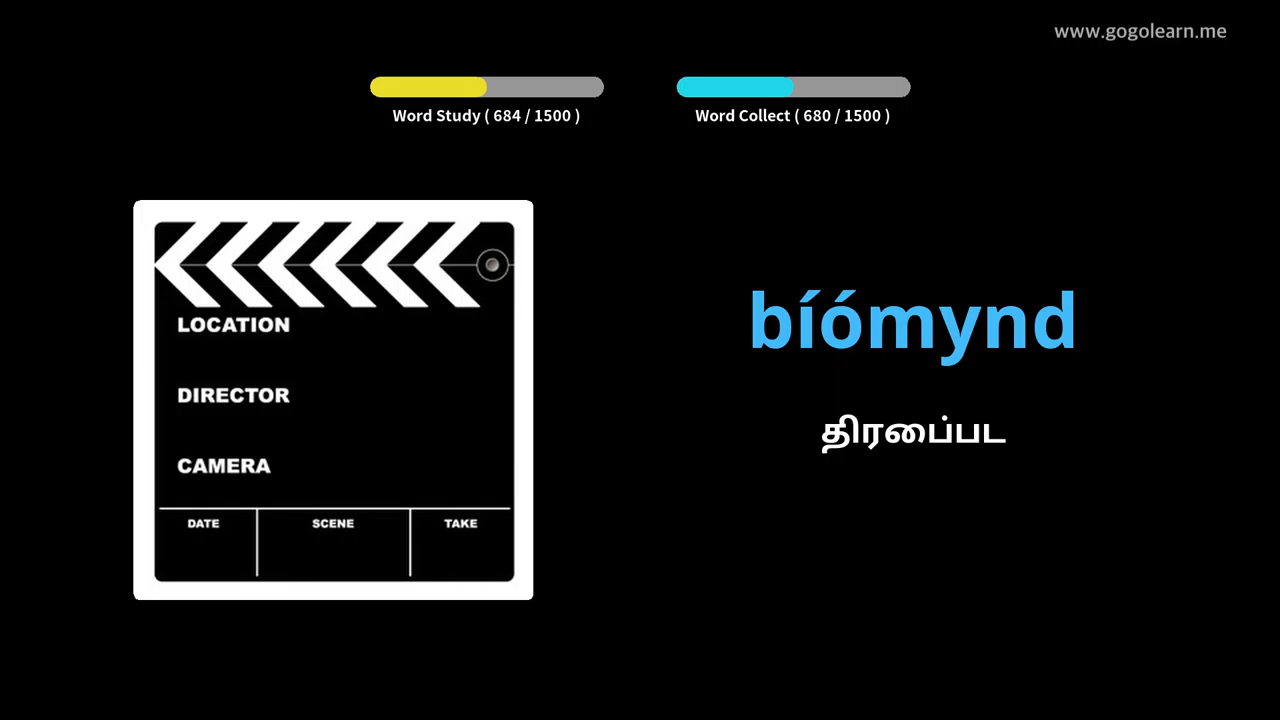 www.gogolearn.me
Word Study ( 684 / 1500 )
Word Collect ( 680 / 1500 )
LOCATION
DIRECTOR
CAMERA
DATE
SCENE
TAKE
bíómynd
திரைப்பட